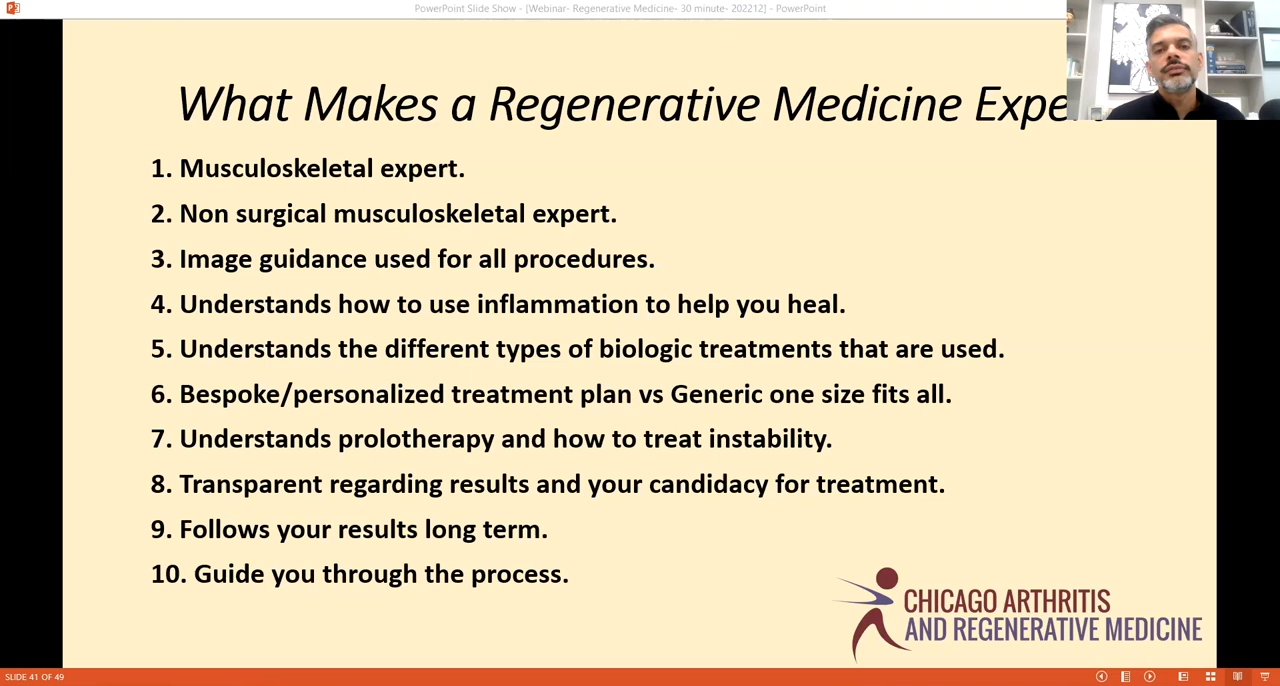 PowerPoint Slide Show - [Webinar- Regenerative Medicine- 30 minute- 202212] - PowerPoint
What Makes a Regenerative Medicine
1. Musculoskeletal expert.
2. Non surgical musculoskeletal expert.
3. Image guidance used for all procedures.
4. Understands how to use inflammation to help you heal.
5. Understands the different types of biologic treatments that are used.
6. Bespoke/personalized treatment plan vs Generic one size fits all.
7. Understands prolotherapy and how to treat instability.
8. Transparent regarding results and your candidacy for treatment.
9. Follows your results long term.
10. Guide you through the process.
CHICAGO ARTHRITIS
AND REGENERATIVE MEDICINE
SLIDE 41 OF 49